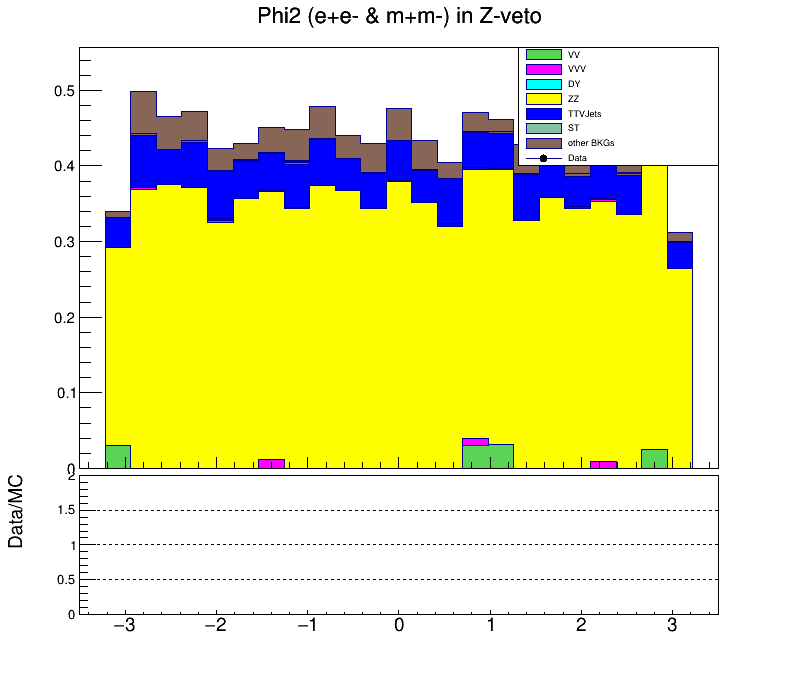 Phi2 (e+e- & m+m-) in Z-veto
VV
VVV
DY
ZZ
TTVJets
ST
other BKGs
Data
0.5
0.4
0.3
0.2
0.1
0
Data/MC
2
1.5
1
0.5
0
−3 −2 −1 0 1 2 3